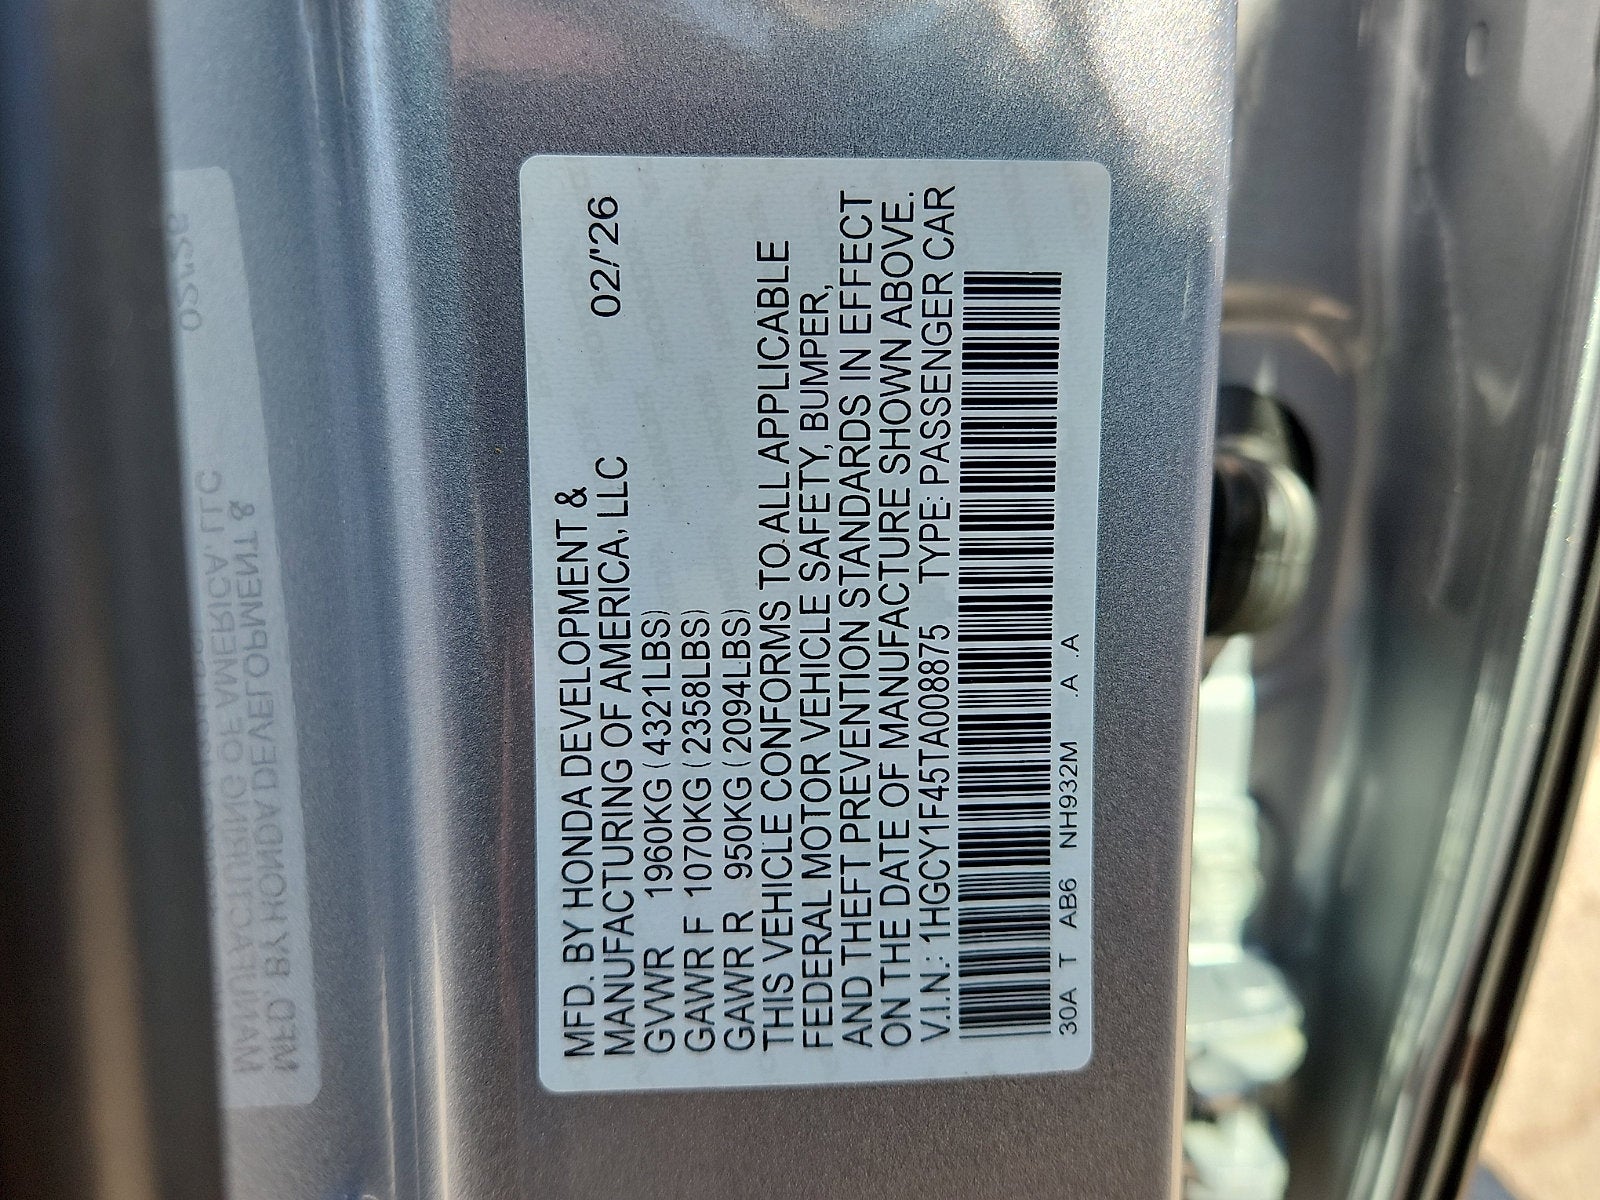 MFD. BY HONDA DEVELOPMENT &
MANUFACTURING OF AMERICA, LLC 02/'26
GVWR 1960KG ( 4321LBS)
GAWR F 1070KG ( 2358LBS)
GAWR R 950KG ( 2094LBS)
THIS VEHICLE CONFORMS TO ALL APPLICABLE
FEDERAL MOTOR VEHICLE SAFETY, BUMPER,
AND THEFT PREVENTION STANDARDS IN EFFECT
ON THE DATE OF MANUFACTURE SHOWN ABOVE.
V.I.N.: 1HGCY1F45TA008875 TYPE: PASSENGER CAR
30A T AB6 NH932M .A .A